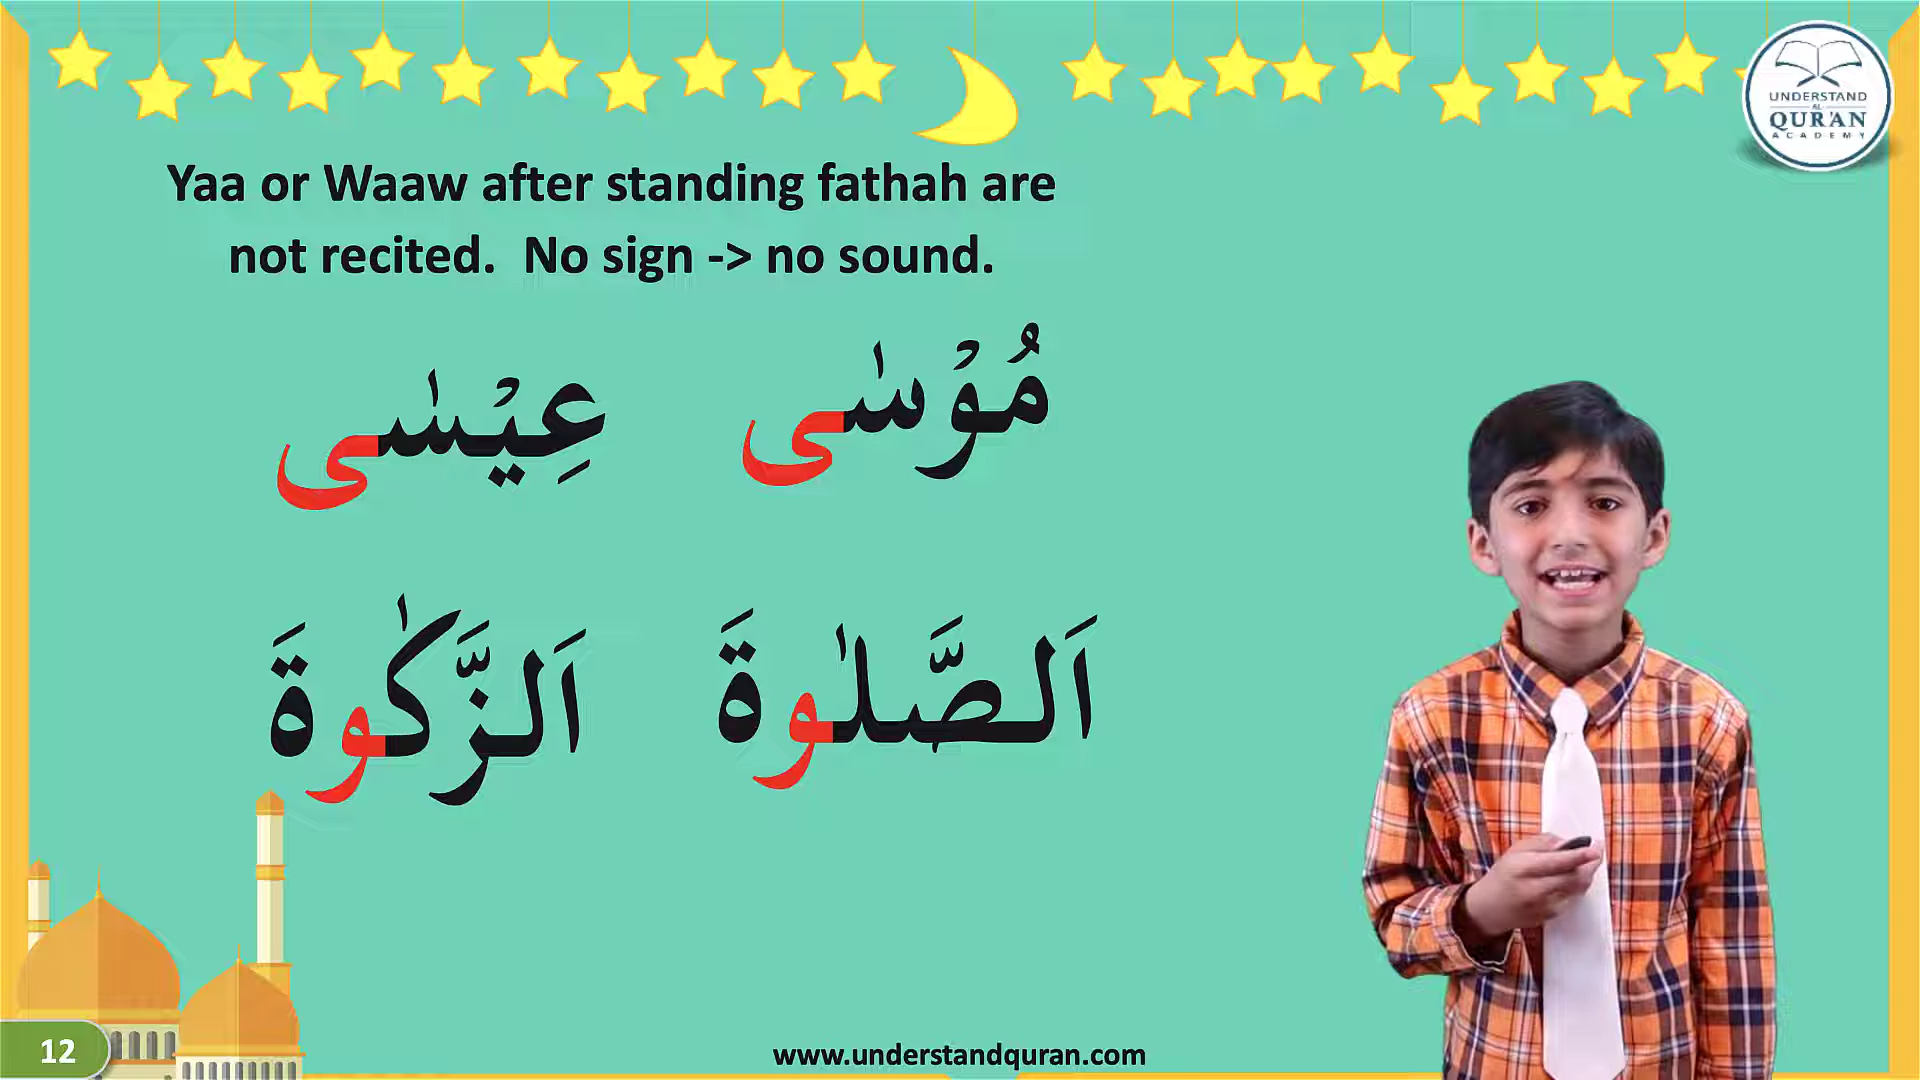 UNDERSTAND
AL
QUR'AN
ACADEMY
Yaa or Waaw after standing fathah are
not recited. No sign -> no sound.
مُوْسٰى عِيْسٰى
اَلصَّلٰوةَ اَلزَّكٰوةَ
12
www.understandquran.com